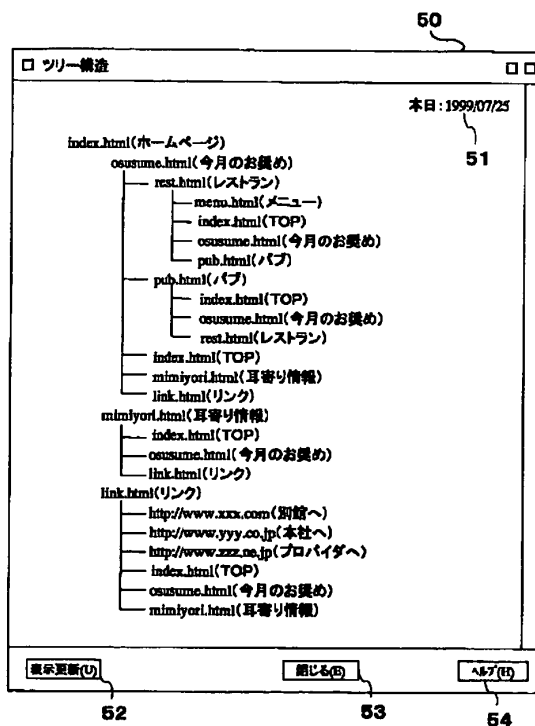 50
ツリー構造
本日:1999/07/25
51
index.html(ホームページ)
osusume.html(今月のお奨め)
rest.html(レストラン)
menu.html(メニュー)
index.html(TOP)
osusume.html(今月のお奨め)
pub.html(パブ)
pub.html(パブ)
index.html(TOP)
osusume.html(今月のお奨め)
rest.html(レストラン)
index.html(TOP)
mimiyori.html(耳寄り情報)
link.html(リンク)
mimiyori.html(耳寄り情報)
index.html(TOP)
osusume.html(今月のお奨め)
link.html(リンク)
link.html(リンク)
http://www.xxx.com(別館へ)
http://www.yyy.co.jp(本社へ)
http://www.zzz.ne.jp(プロバイダへ)
index.html(TOP)
osusume.html(今月のお奨め)
mimiyori.html(耳寄り情報)
表示更新(U) 閉じる(E) ヘルプ(H)
52 53 54